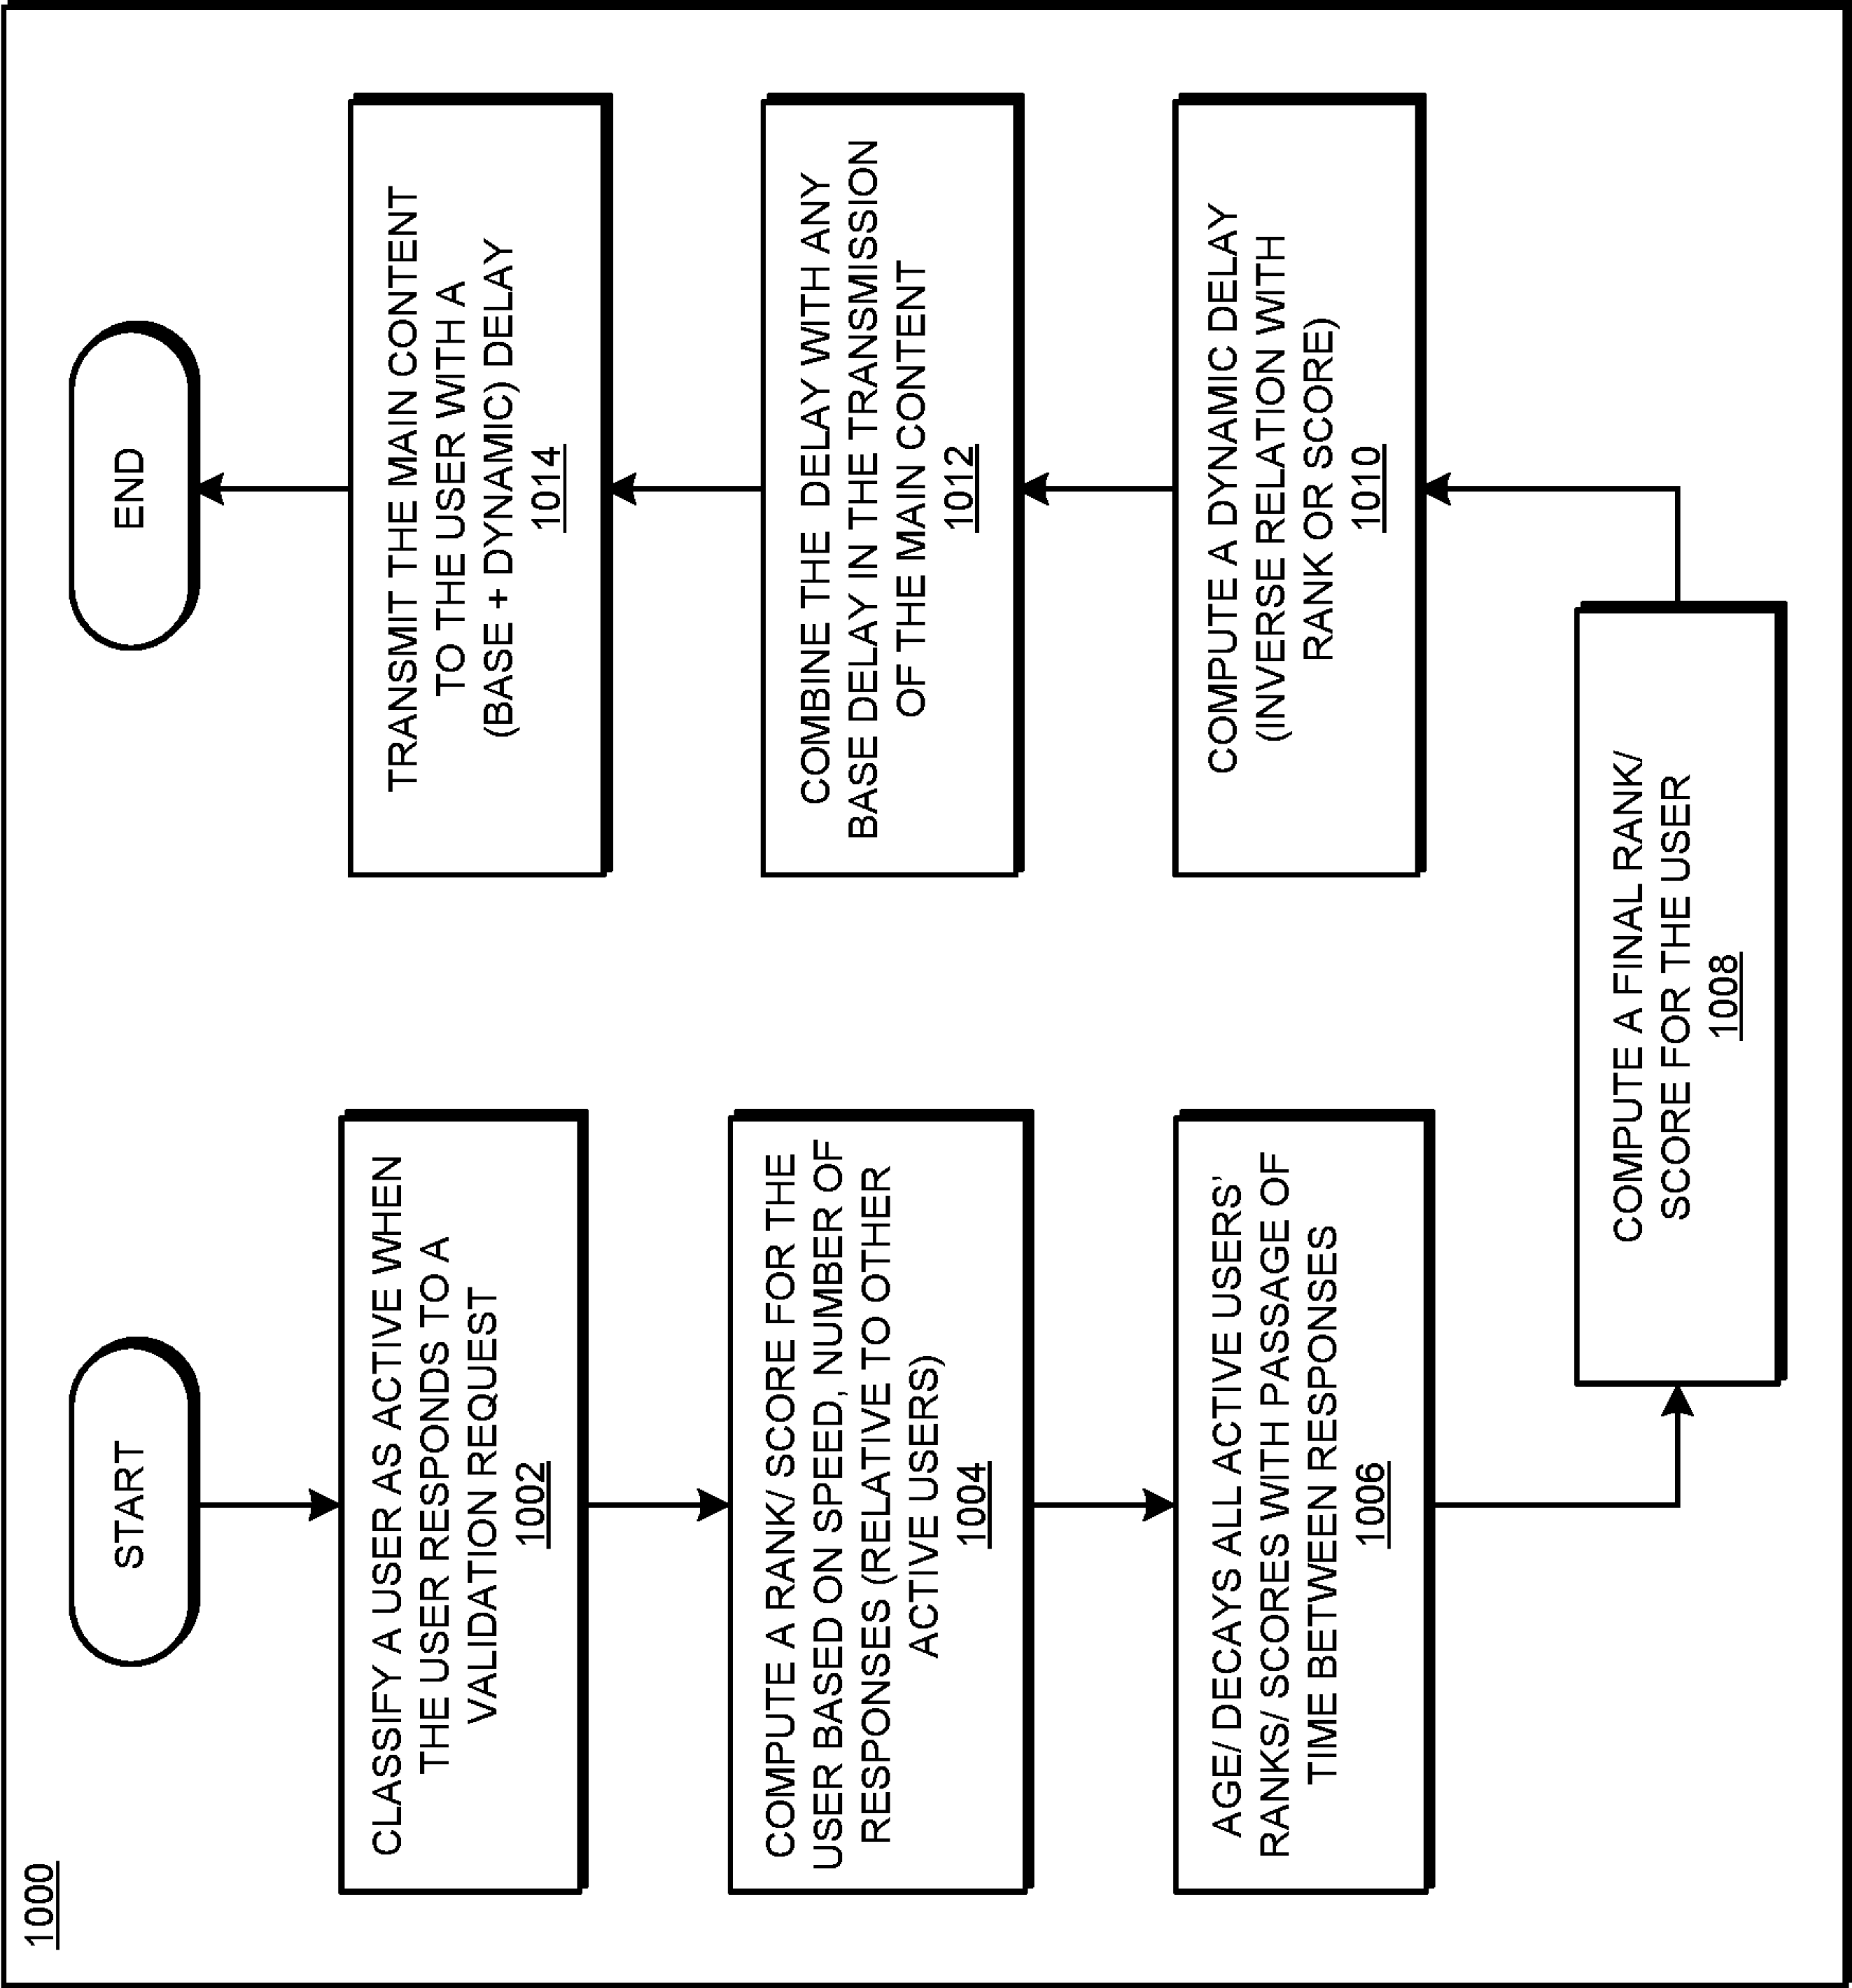 1000
START
CLASSIFY A USER AS ACTIVE WHEN
THE USER RESPONDS TO A
VALIDATION REQUEST
1002
COMPUTE A RANK/ SCORE FOR THE
USER BASED ON SPEED, NUMBER OF
RESPONSES (RELATIVE TO OTHER
ACTIVE USERS)
1004
AGE/ DECAYS ALL ACTIVE USERS'
RANKS/ SCORES WITH PASSAGE OF
TIME BETWEEN RESPONSES
1006
COMPUTE A FINAL RANK/
SCORE FOR THE USER
1008
COMPUTE A DYNAMIC DELAY
(INVERSE RELATION WITH
RANK OR SCORE)
1010
COMBINE THE DELAY WITH ANY
BASE DELAY IN THE TRANSMISSION
OF THE MAIN CONTENT
1012
TRANSMIT THE MAIN CONTENT
TO THE USER WITH A
(BASE + DYNAMIC) DELAY
1014
END